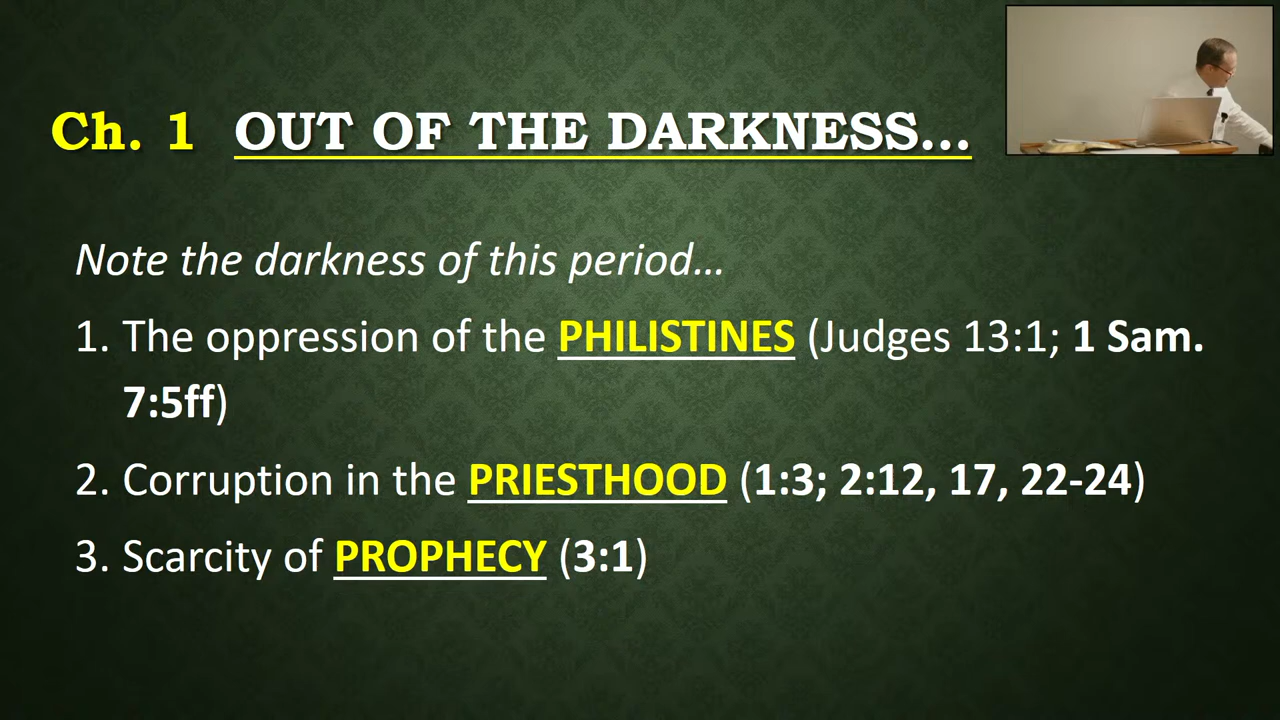 Ch. 1 OUT OF THE DARKNESS…
Note the darkness of this period…
1. The oppression of the PHILISTINES (Judges 13:1; 1 Sam.
7:5ff)
2. Corruption in the PRIESTHOOD (1:3; 2:12, 17, 22-24)
3. Scarcity of PROPHECY (3:1)